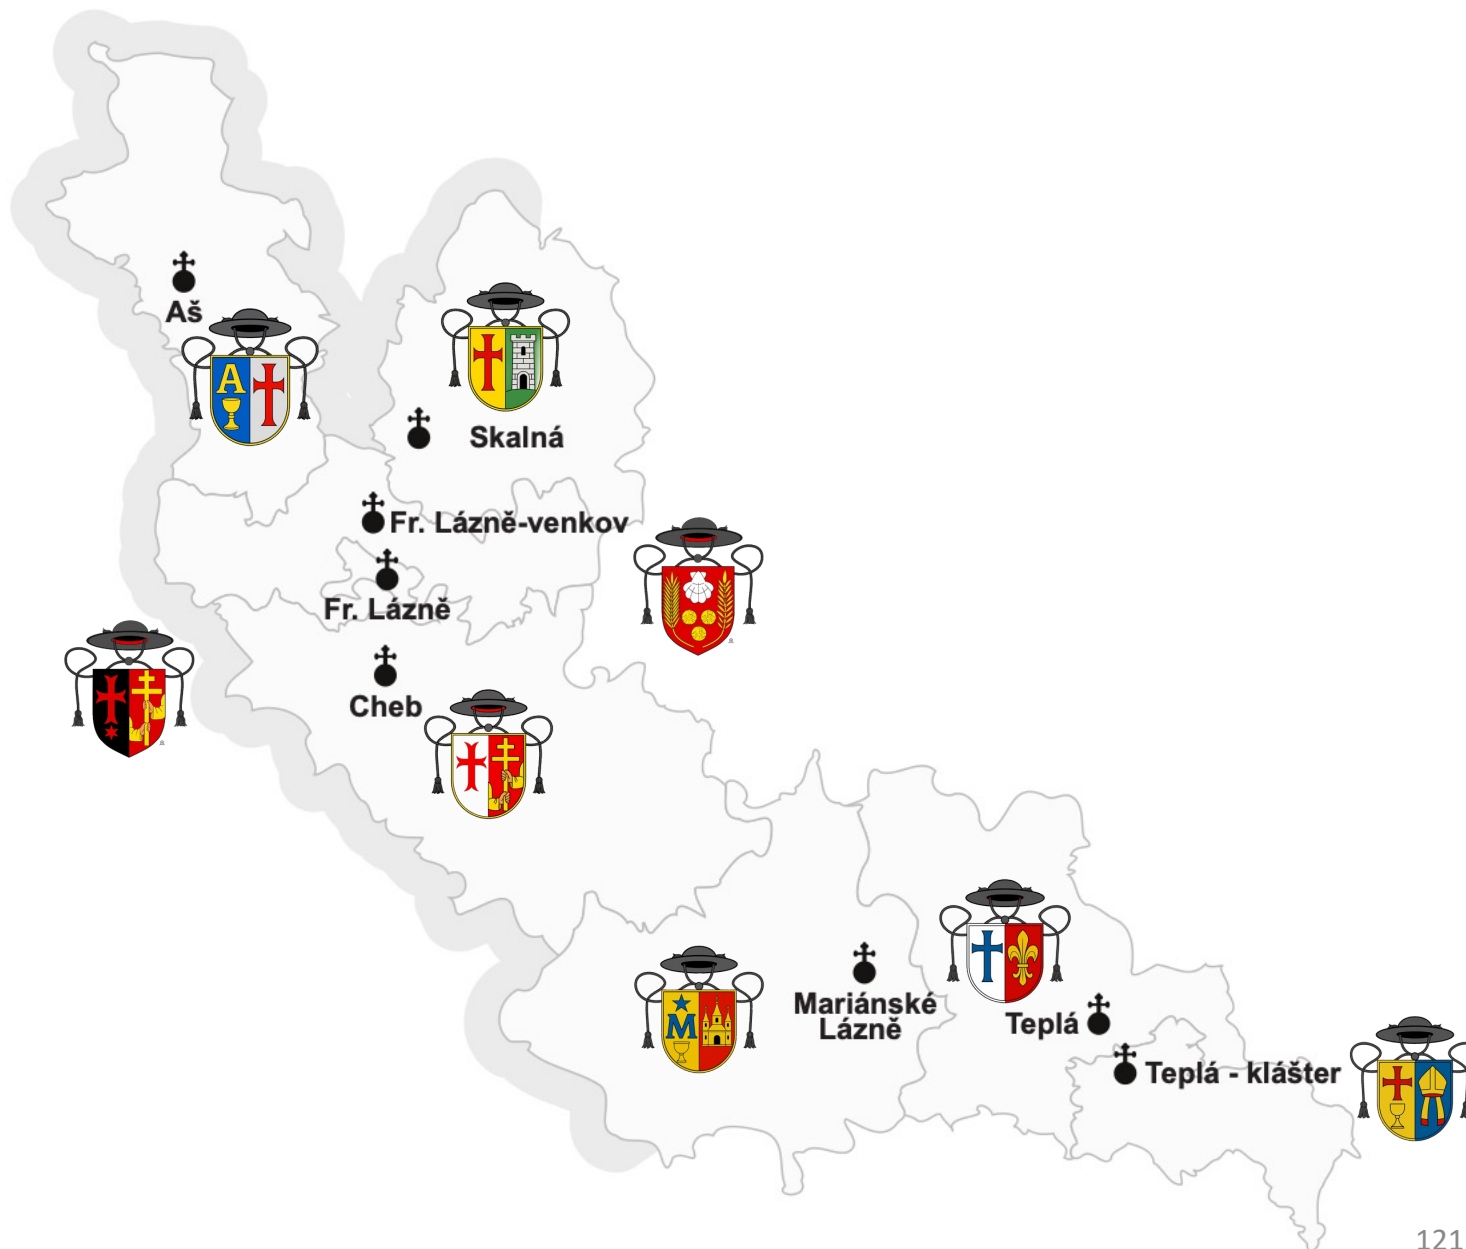 Aš
A
Skalná
Fr. Lázně-venkov
Fr. Lázně
Cheb
M
Mariánské
Lázně
Teplá
Teplá - klášter
121